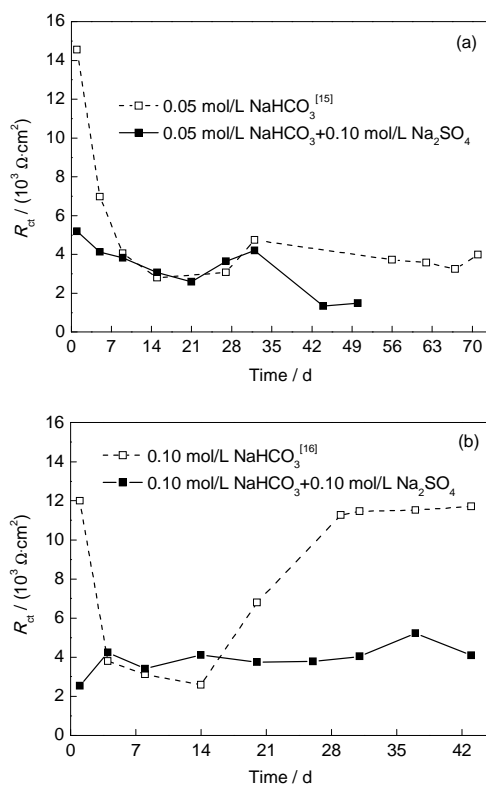 (a)
16
14
12
10
8
6
4
2
0
R_ct / (10³ Ω·cm²)
0.05 mol/L NaHCO₃[15]
0.05 mol/L NaHCO₃+0.10 mol/L Na₂SO₄
0 7 14 21 28 35 42 49 56 63 70
Time / d
(b)
16
14
12
10
8
6
4
2
0
R_ct / (10³ Ω·cm²)
0.10 mol/L NaHCO₃[16]
0.10 mol/L NaHCO₃+0.10 mol/L Na₂SO₄
0 7 14 21 28 35 42
Time / d